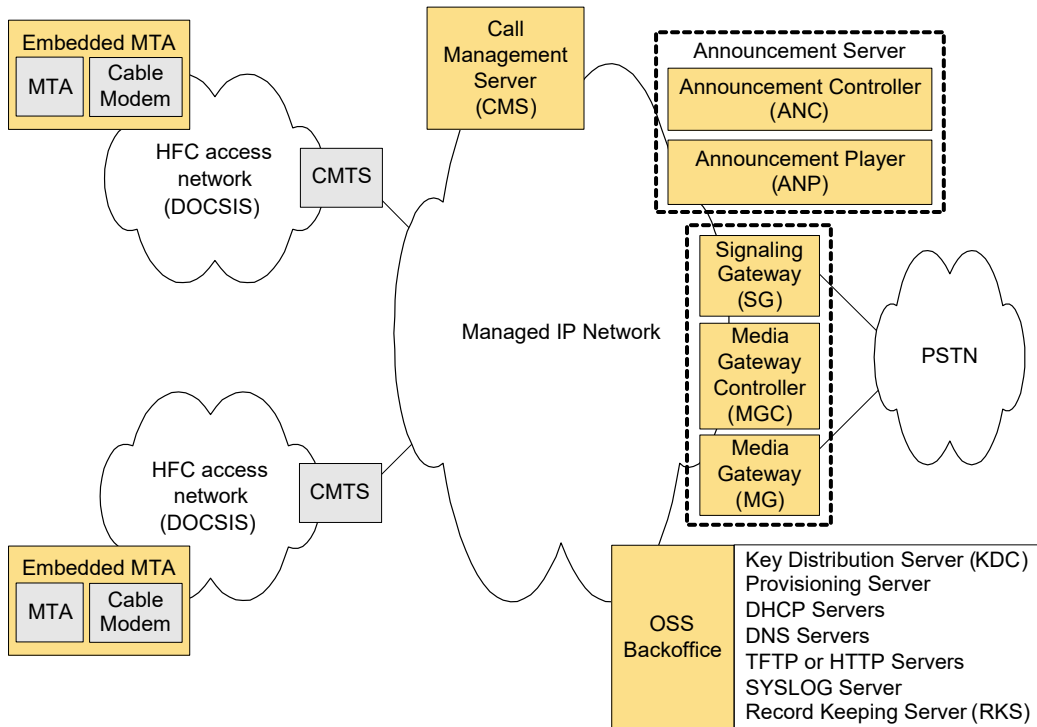 Embedded MTA
MTA
Cable
Modem
HFC access
network
(DOCSIS)
CMTS
Call
Management
Server
(CMS)
Announcement Server
Announcement Controller
(ANC)
Announcement Player
(ANP)
Signaling
Gateway
(SG)
Media
Gateway
Controller
(MGC)
Media
Gateway
(MG)
Managed IP Network
PSTN
HFC access
network
(DOCSIS)
CMTS
Embedded MTA
MTA
Cable
Modem
OSS
Backoffice
Key Distribution Server (KDC)
Provisioning Server
DHCP Servers
DNS Servers
TFTP or HTTP Servers
SYSLOG Server
Record Keeping Server (RKS)